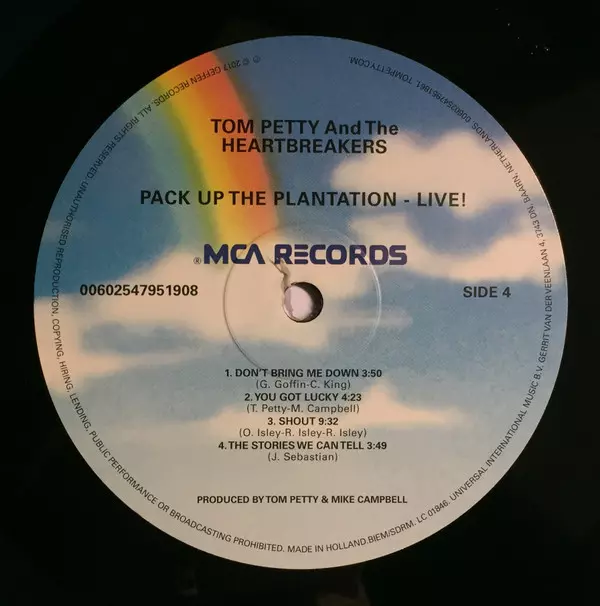 TOM PETTY And The
HEARTBREAKERS
PACK UP THE PLANTATION - LIVE!
® MCA RECORDS
00602547951908
SIDE 4
1. DON'T BRING ME DOWN 3:50
(G. Goffin-C. King)
2. YOU GOT LUCKY 4:23
(T. Petty-M. Campbell)
3. SHOUT 9:32
(O. Isley-R. Isley-R. Isley)
4. THE STORIES WE CAN TELL 3:49
(J. Sebastian)
PRODUCED BY TOM PETTY & MIKE CAMPBELL
℗ © 2017 GEFFEN RECORDS. ALL RIGHTS RESERVED. UNAUTHORISED REPRODUCTION, COPYING, HIRING, LENDING, PUBLIC PERFORMANCE OR BROADCASTING PROHIBITED. MADE IN HOLLAND.BIEM/SDRM. LC 01846. UNIVERSAL INTERNATIONAL MUSIC B.V. GERRIT VAN DER VEENLAAN 4, 3743 DN, BAARN, NETHERLANDS. TOMPETTY.COM.